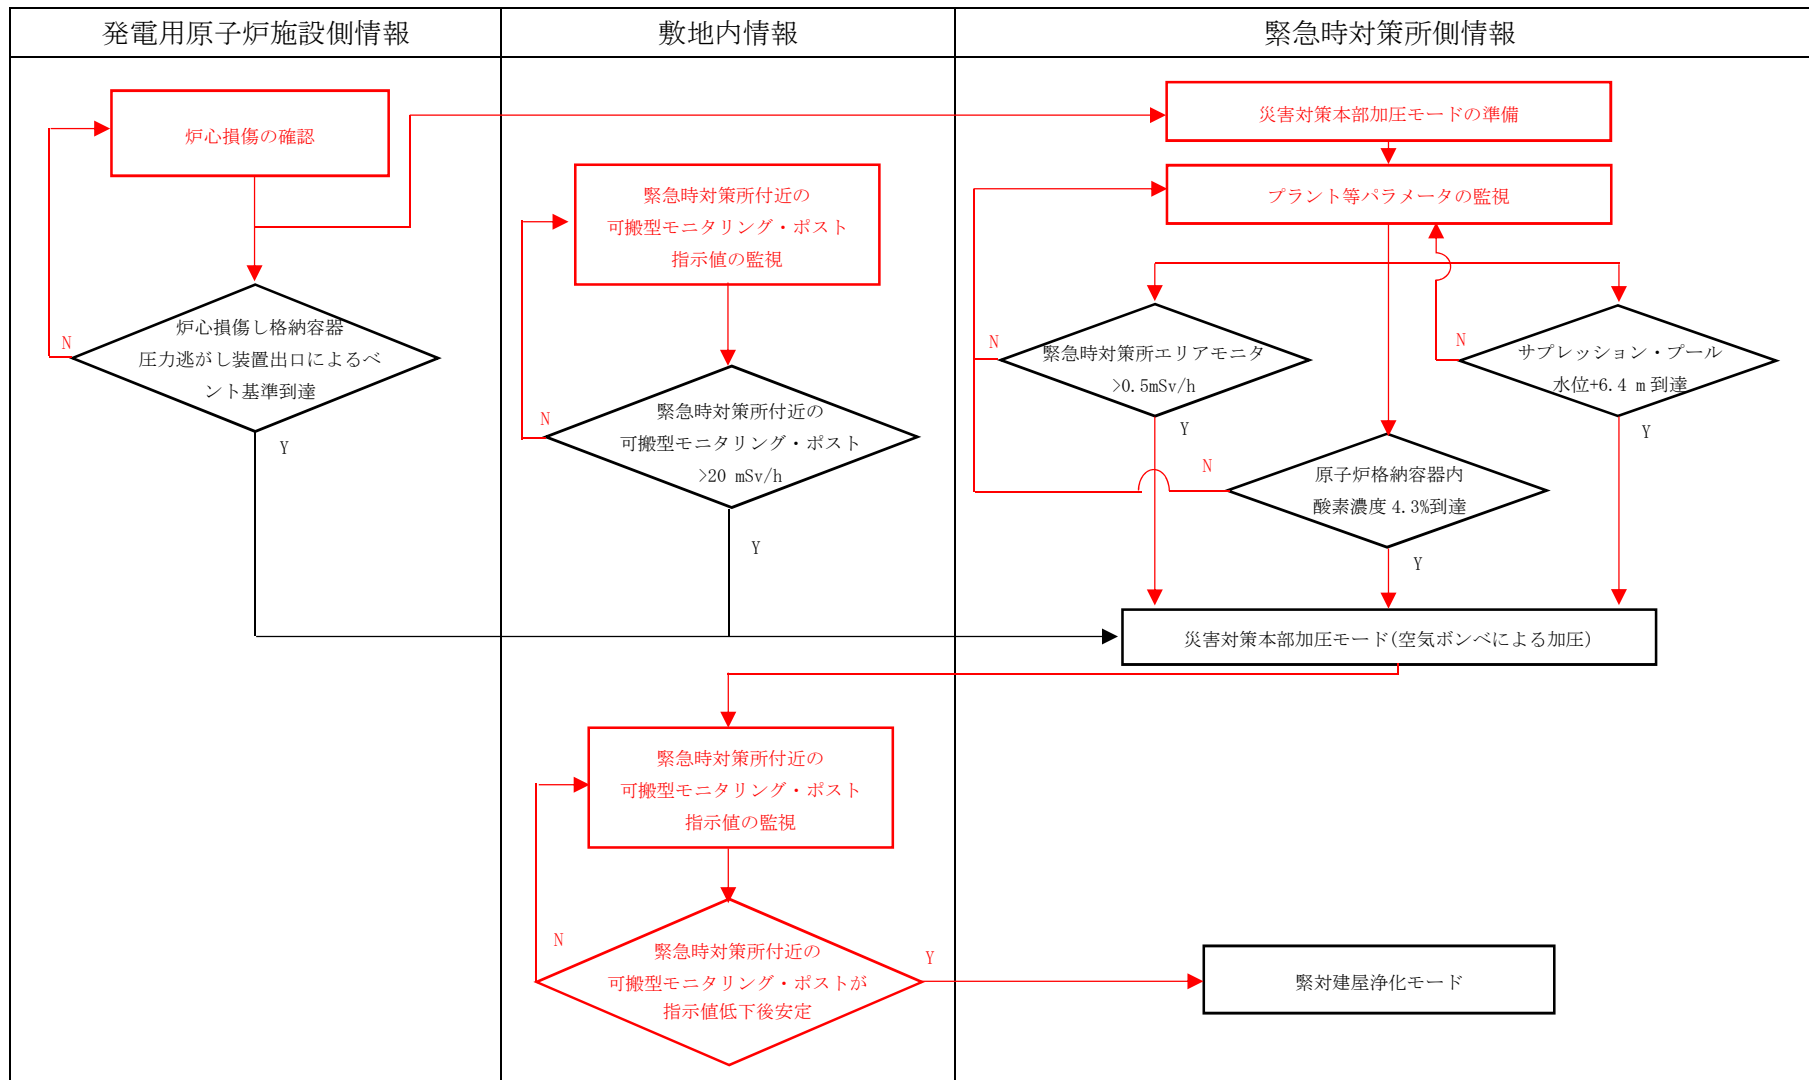 発電用原子炉施設側情報
敷地内情報
緊急時対策所側情報
炉心損傷の確認
N
炉心損傷し格納容器
圧力逃がし装置出口によるベ
ント基準到達
Y
緊急時対策所付近の
可搬型モニタリング・ポスト
指示値の監視
N
緊急時対策所付近の
可搬型モニタリング・ポスト
>20 mSv/h
Y
災害対策本部加圧モードの準備
プラント等パラメータの監視
N
緊急時対策所エリアモニタ
>0.5mSv/h
Y
N
サプレッション・プール
水位+6.4 m 到達
Y
N
原子炉格納容器内
酸素濃度 4.3%到達
Y
災害対策本部加圧モード(空気ボンベによる加圧)
緊急時対策所付近の
可搬型モニタリング・ポスト
指示値の監視
N
緊急時対策所付近の
可搬型モニタリング・ポストが
指示値低下後安定
Y
緊対建屋浄化モード